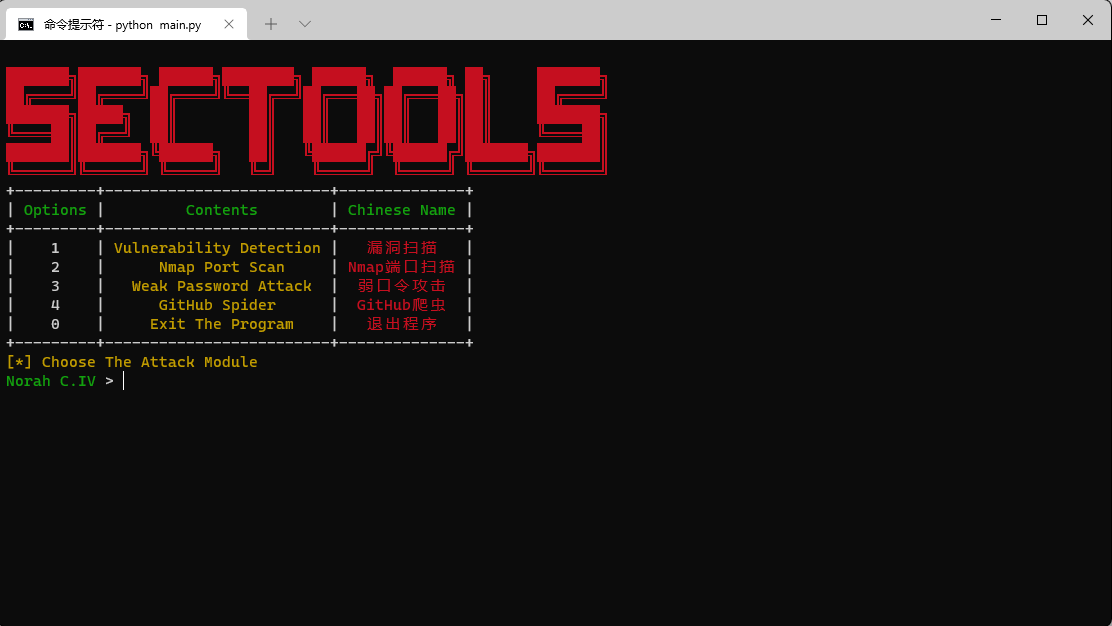 命令提示符 - python main.py
SECTOOLS
+---------+-------------------------+--------------+
| Options | Contents | Chinese Name |
+---------+-------------------------+--------------+
| 1 | Vulnerability Detection | 漏洞扫描 |
| 2 | Nmap Port Scan | Nmap端口扫描 |
| 3 | Weak Password Attack | 弱口令攻击 |
| 4 | GitHub Spider | GitHub爬虫 |
| 0 | Exit The Program | 退出程序 |
+---------+-------------------------+--------------+
[*] Choose The Attack Module
Norah C.IV >